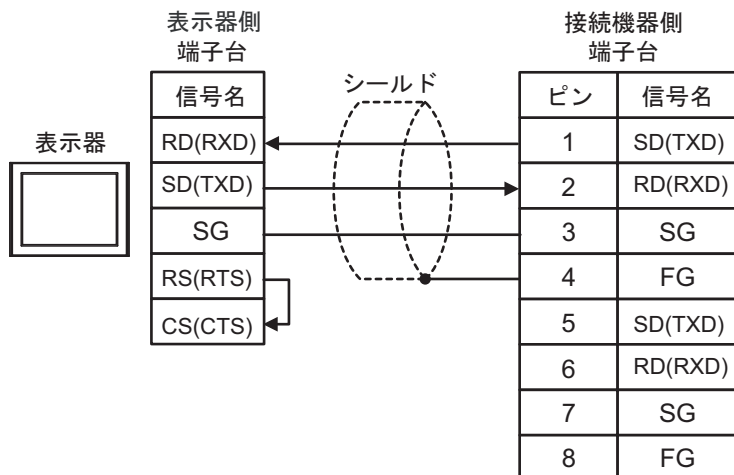 表示器側
端子台
接続機器側
端子台
シールド
表示器
信号名
RD(RXD)
SD(TXD)
SG
RS(RTS)
CS(CTS)
ピン 信号名
1 SD(TXD)
2 RD(RXD)
3 SG
4 FG
5 SD(TXD)
6 RD(RXD)
7 SG
8 FG